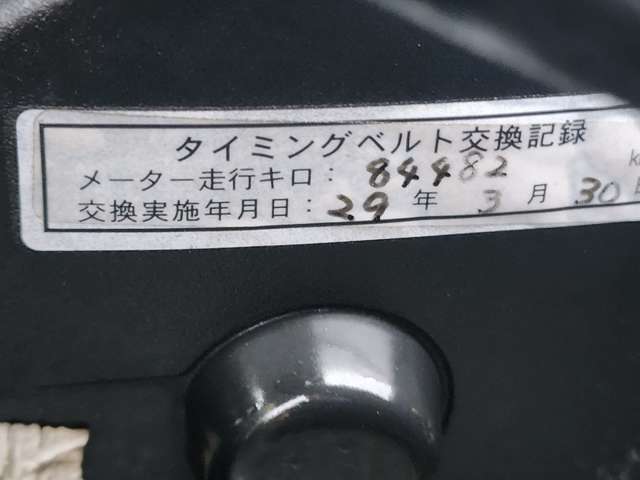 タイミングベルト交換記録
メーター走行キロ: 84482 k
交換実施年月日: 29 年 3 月 30